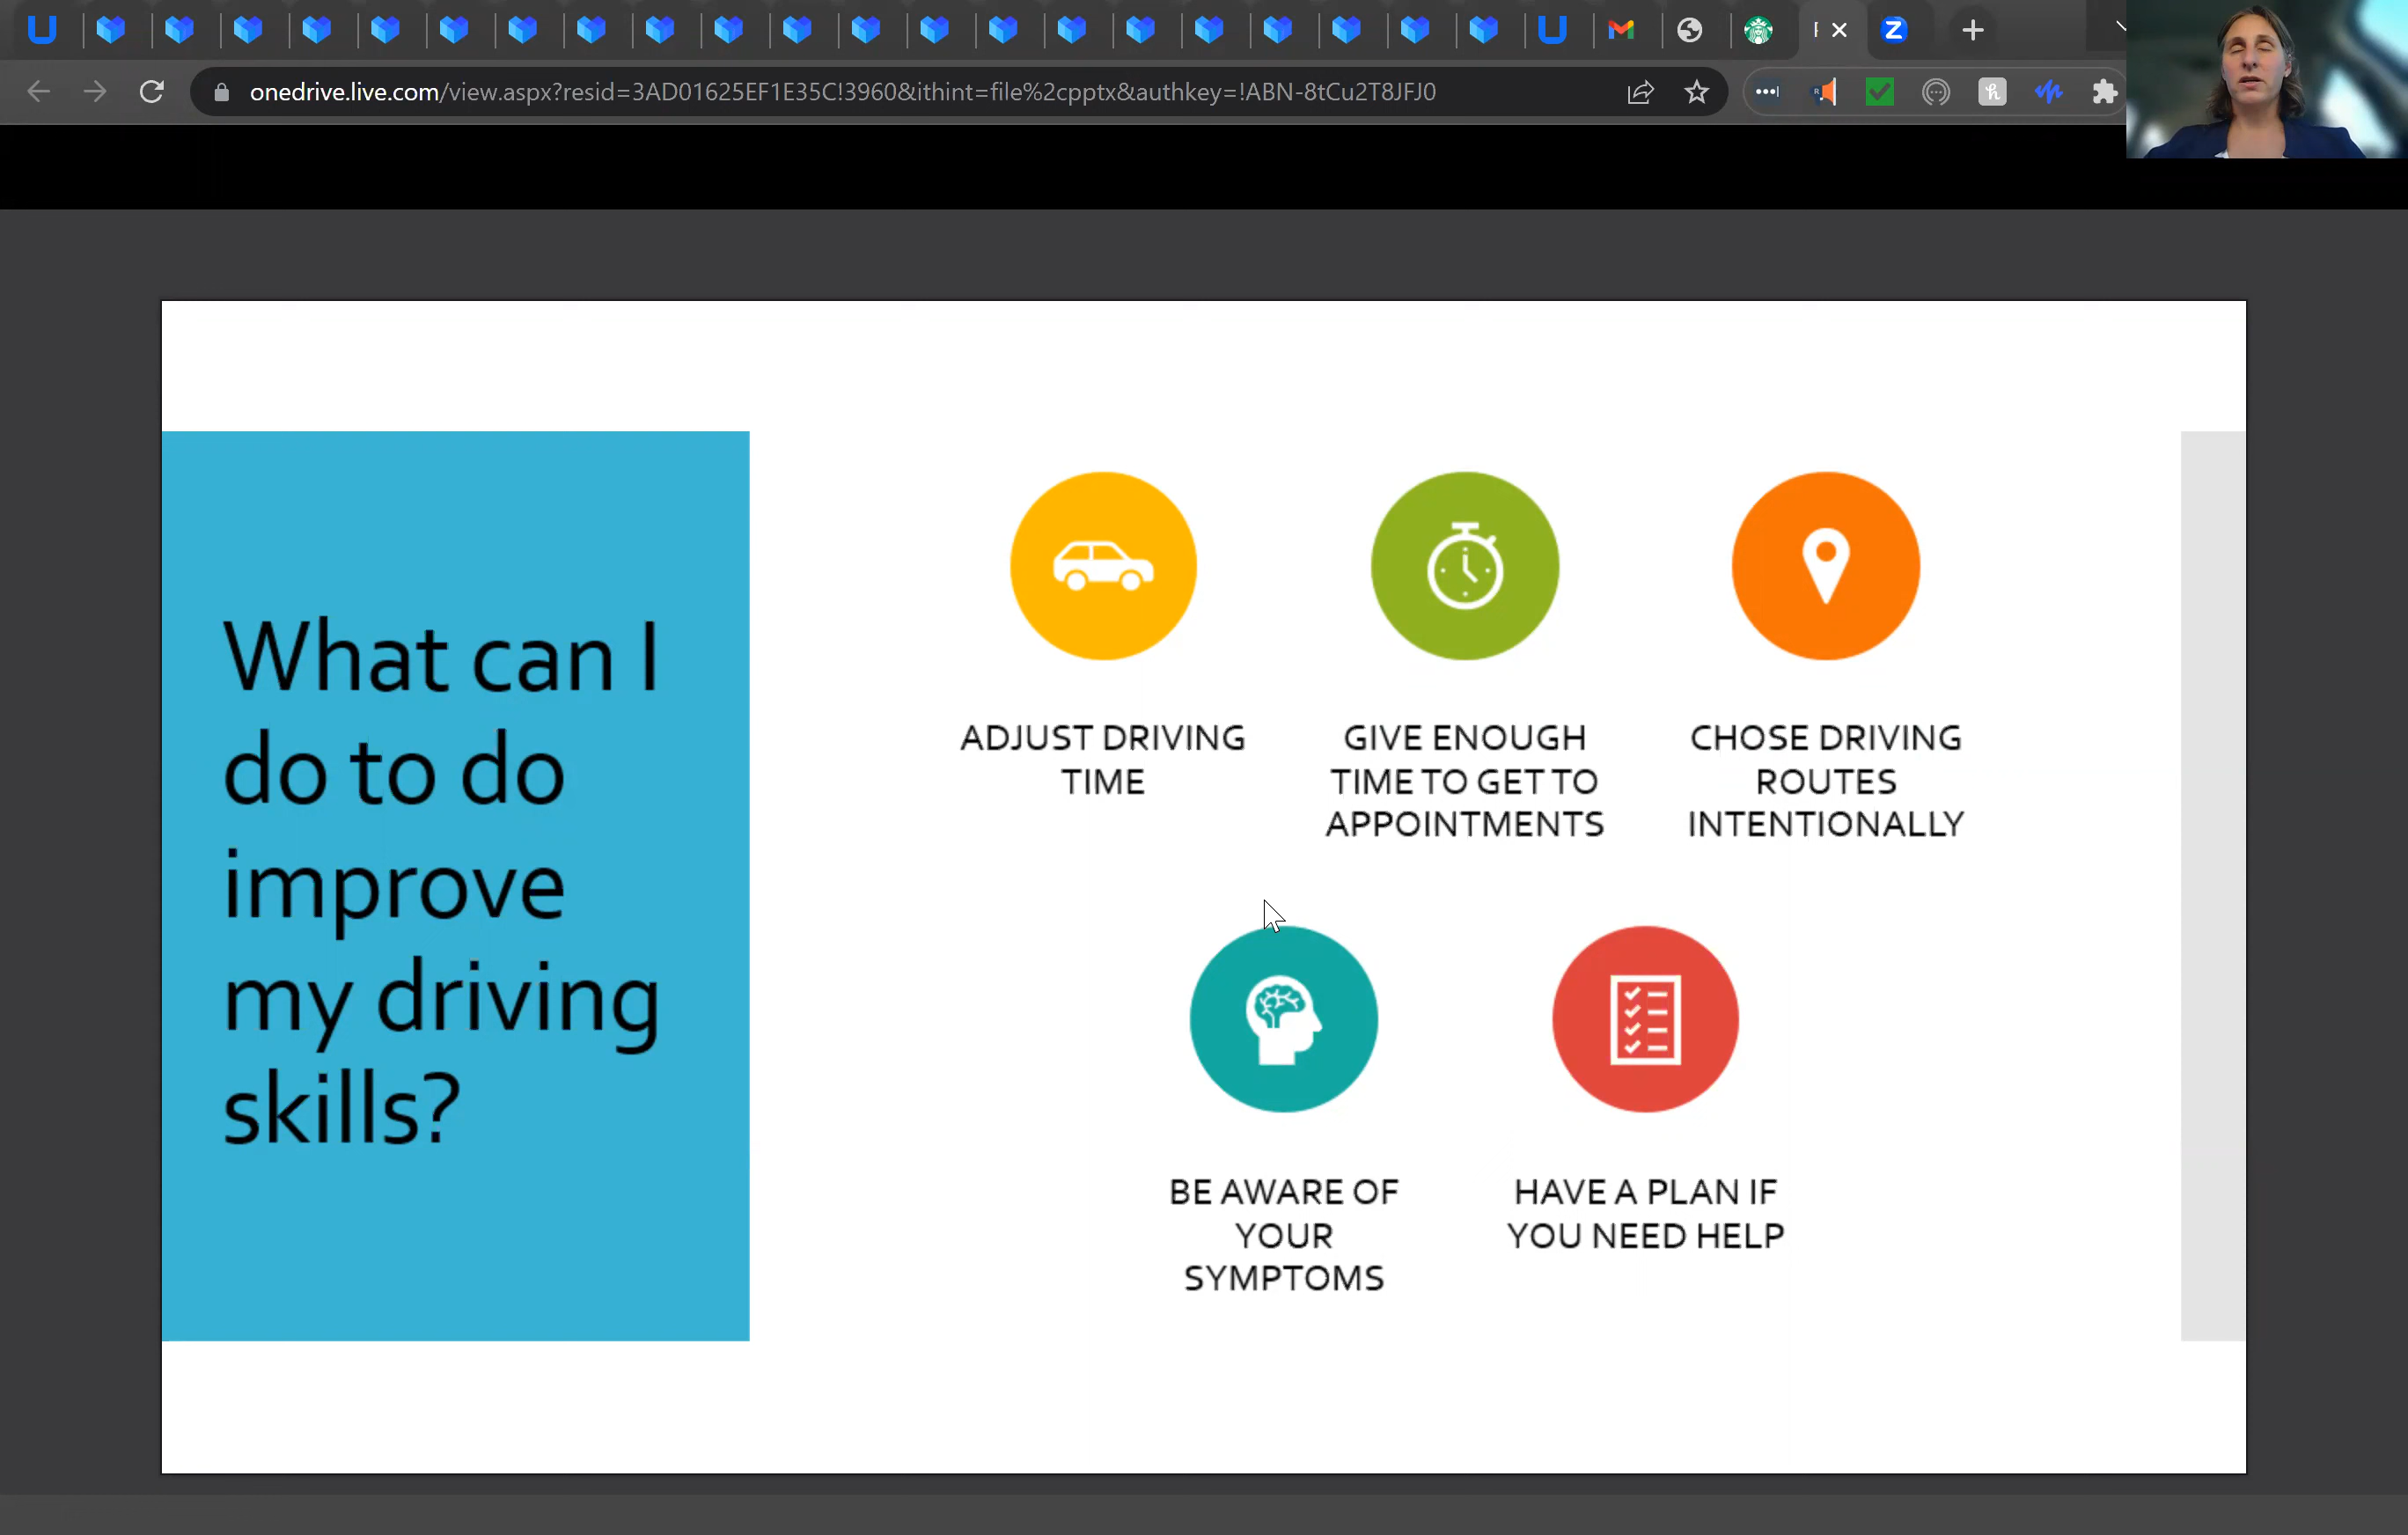 onedrive.live.com/view.aspx?resid=3AD01625EF1E35C!3960&ithint=file%2cpptx&authkey=!ABN-8tCu2T8JFJ0
What can I
do to do
improve
my driving
skills?
ADJUST DRIVING
TIME
GIVE ENOUGH
TIME TO GET TO
APPOINTMENTS
CHOSE DRIVING
ROUTES
INTENTIONALLY
BE AWARE OF
YOUR
SYMPTOMS
HAVE A PLAN IF
YOU NEED HELP